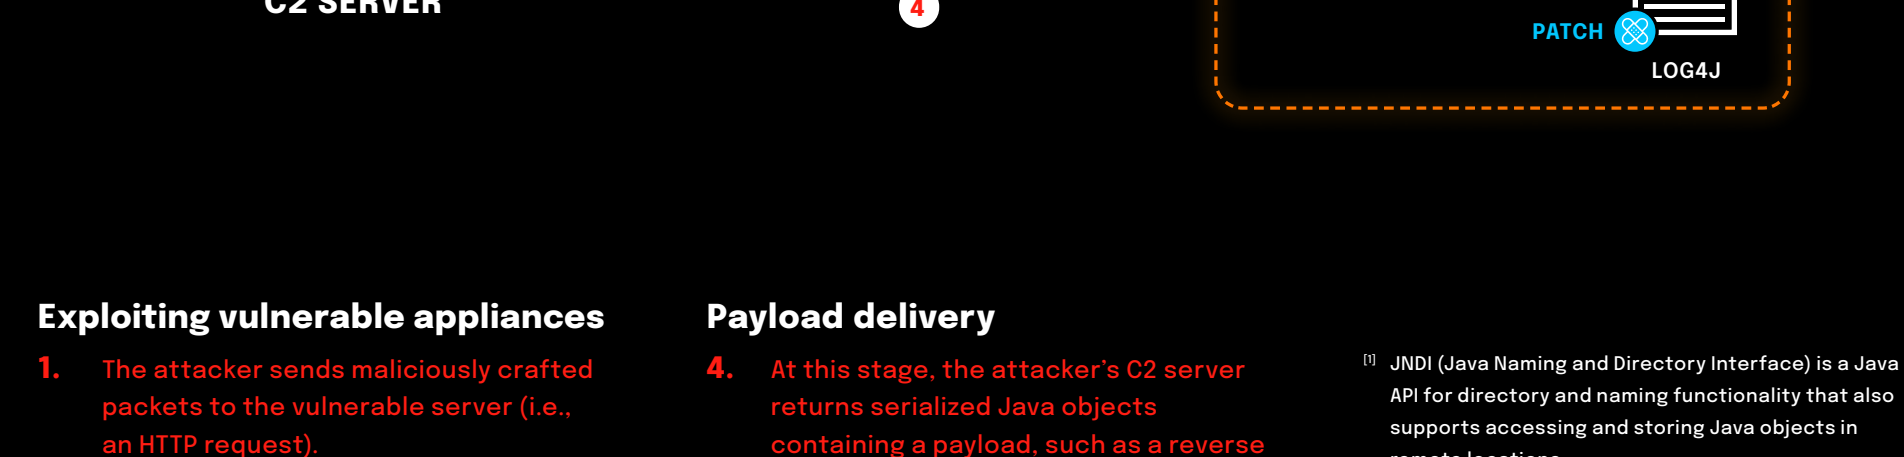 C2 SERVER
4
PATCH
LOG4J
Exploiting vulnerable appliances
1. The attacker sends maliciously crafted
packets to the vulnerable server (i.e.,
an HTTP request).
Payload delivery
4. At this stage, the attacker’s C2 server
returns serialized Java objects
containing a payload, such as a reverse
[1] JNDI (Java Naming and Directory Interface) is a Java
API for directory and naming functionality that also
supports accessing and storing Java objects in
remote locations